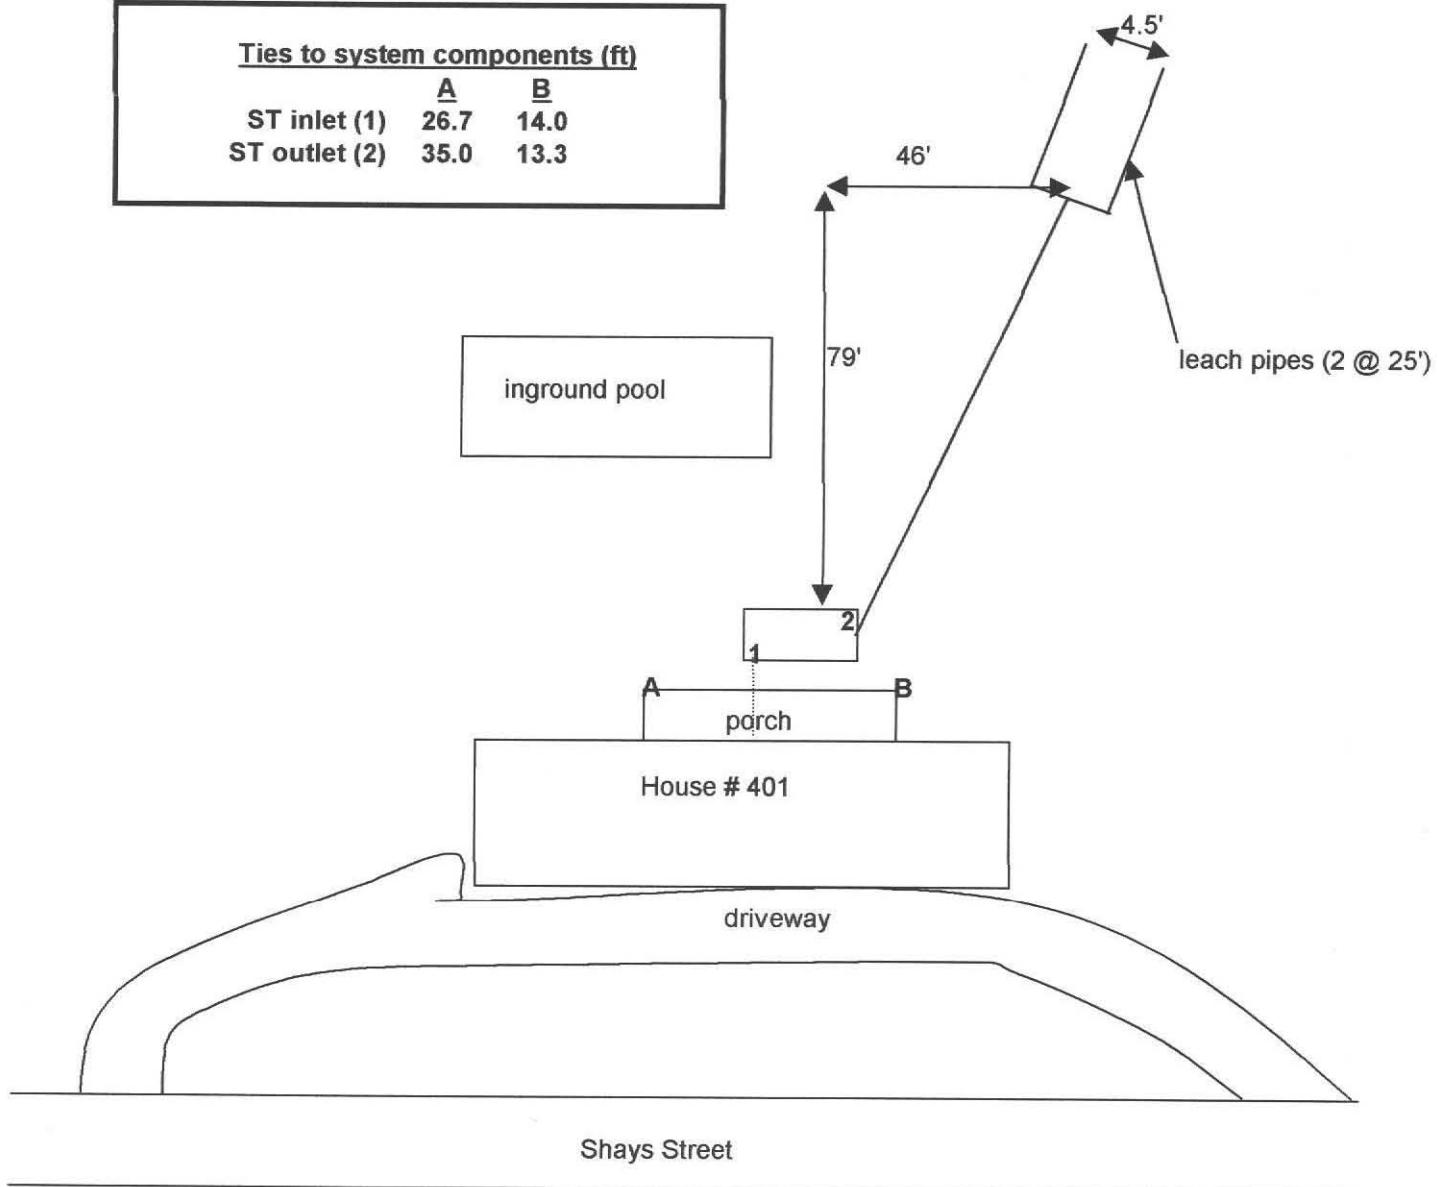 Ties to system components (ft)
A B
ST inlet (1) 26.7 14.0
ST outlet (2) 35.0 13.3
4.5'
46'
79'
leach pipes (2 @ 25')
inground pool
2
1
A B
porch
House # 401
driveway
Shays Street